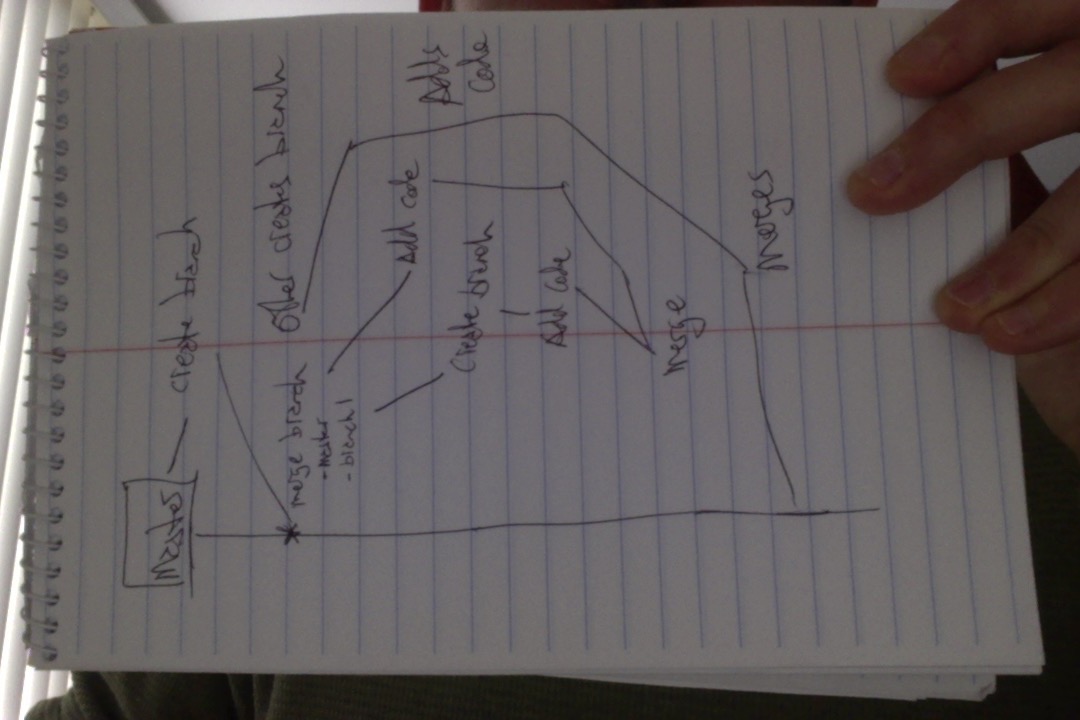 Master
create branch
Other creates branch
merge branch
- master
- branch 1
Add code
Adds
code
create branch
Add code
merge
merges